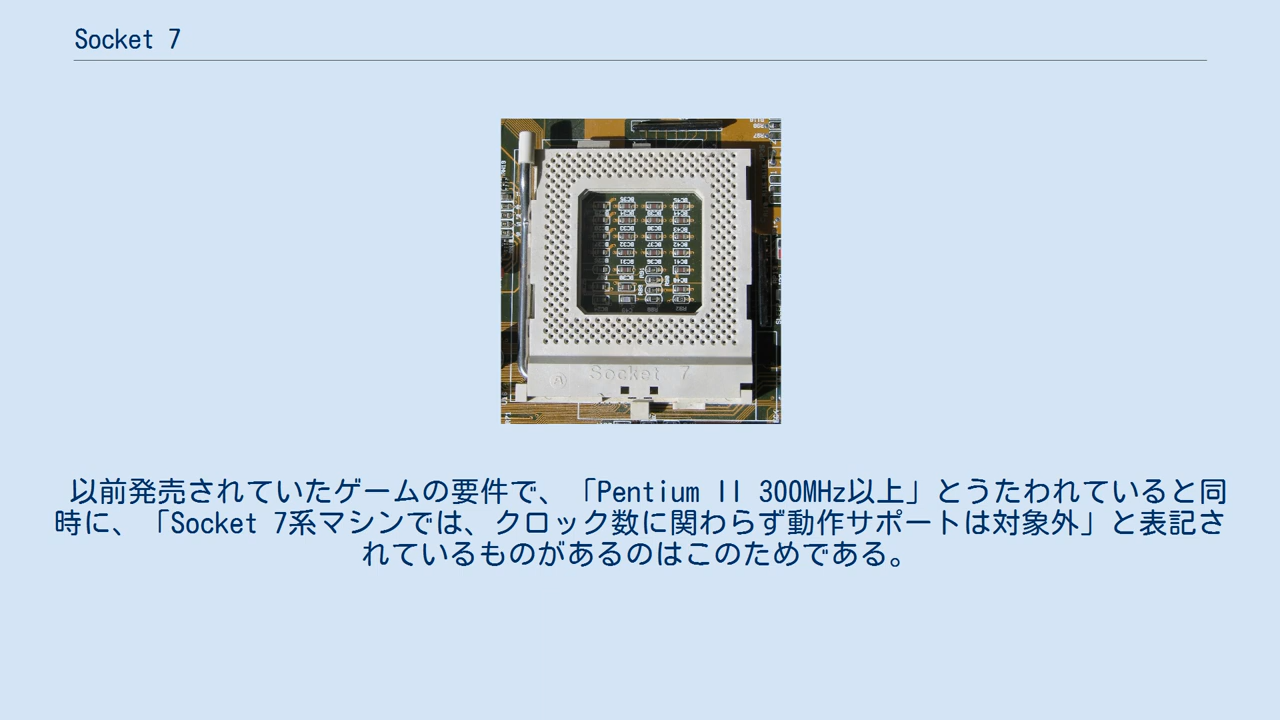 Socket 7
Socket 7
以前発売されていたゲームの要件で、「Pentium II 300MHz以上」とうたわれていると同
時に、「Socket 7系マシンでは、クロック数に関わらず動作サポートは対象外」と表記さ
れているものがあるのはこのためである。